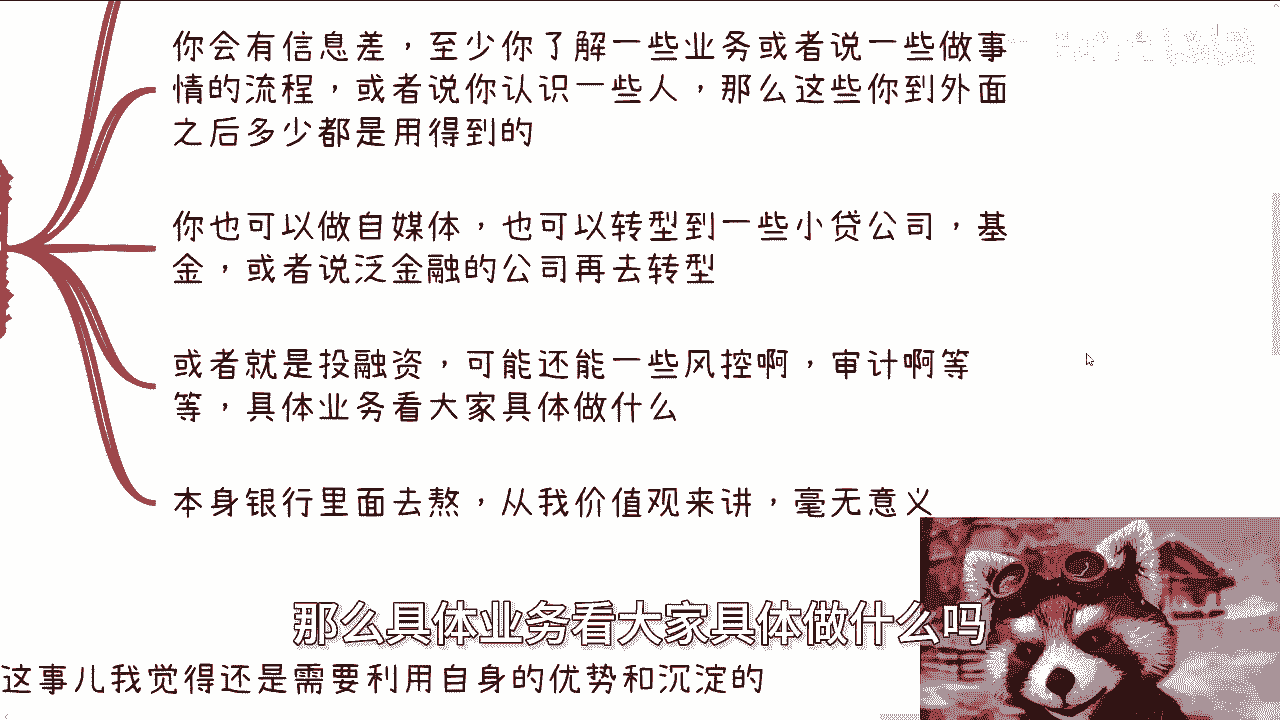 你会有信息差，至少你了解一些业务或者说一些做事
情的流程，或者说你认识一些人，那么这些你到外面
之后多少都是用得到的
你也可以做自媒体，也可以转型到一些小贷公司，基
金，或者说泛金融的公司再去转型
或者就是投融资，可能还能一些风控啊，审计啊等
等，具体业务看大家具体做什么
本身银行里面去熬，从我价值观来讲，毫无意义
那么具体业务看大家具体做什么吗
这事儿我觉得还是需要利用自身的优势和沉淀的